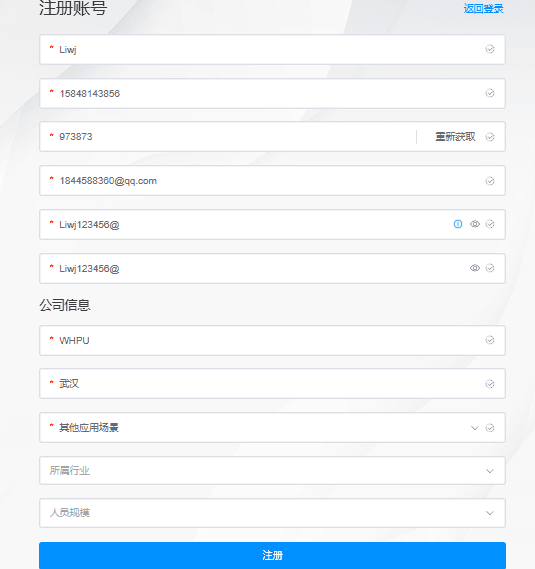 注册账号 返回登录
* Liwj
* 15848143856
* 973873 重新获取
* 1844588360@qq.com
* Liwj123456@
* Liwj123456@
公司信息
* WHPU
* 武汉
* 其他应用场景
所属行业
人员规模
注册